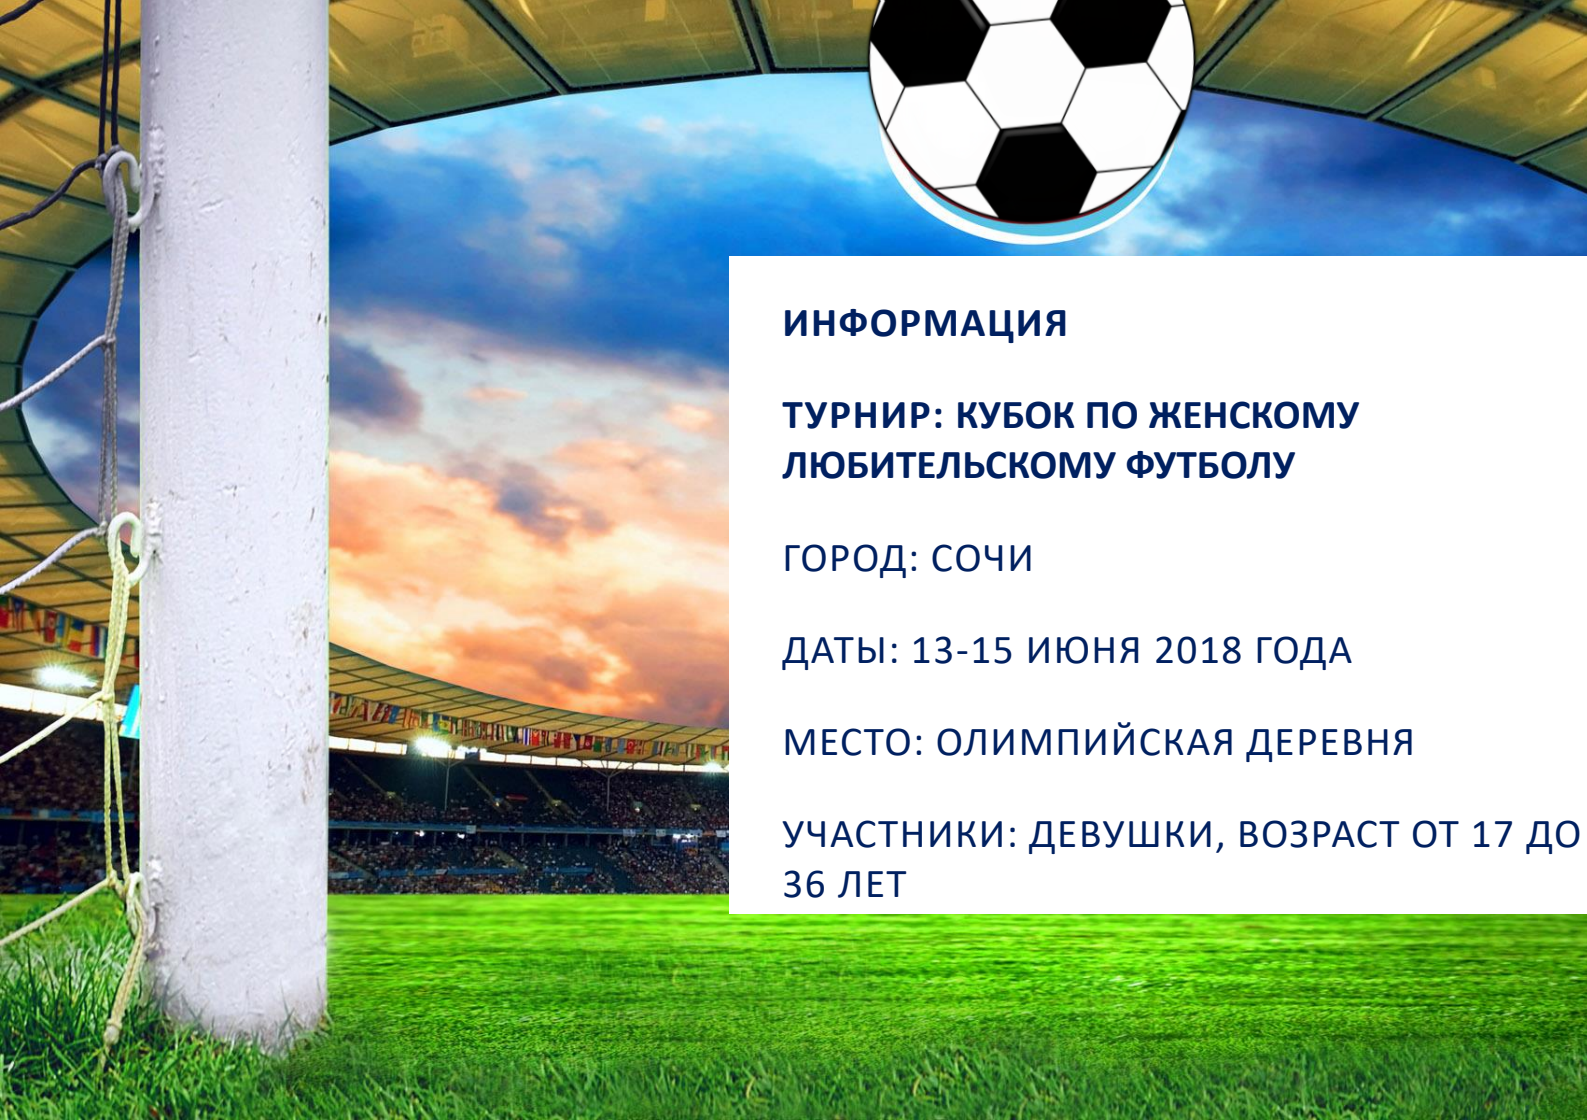 ИНФОРМАЦИЯ
ТУРНИР: КУБОК ПО ЖЕНСКОМУ
ЛЮБИТЕЛЬСКОМУ ФУТБОЛУ
ГОРОД: СОЧИ
ДАТЫ: 13-15 ИЮНЯ 2018 ГОДА
МЕСТО: ОЛИМПИЙСКАЯ ДЕРЕВНЯ
УЧАСТНИКИ: ДЕВУШКИ, ВОЗРАСТ ОТ 17 ДО
36 ЛЕТ